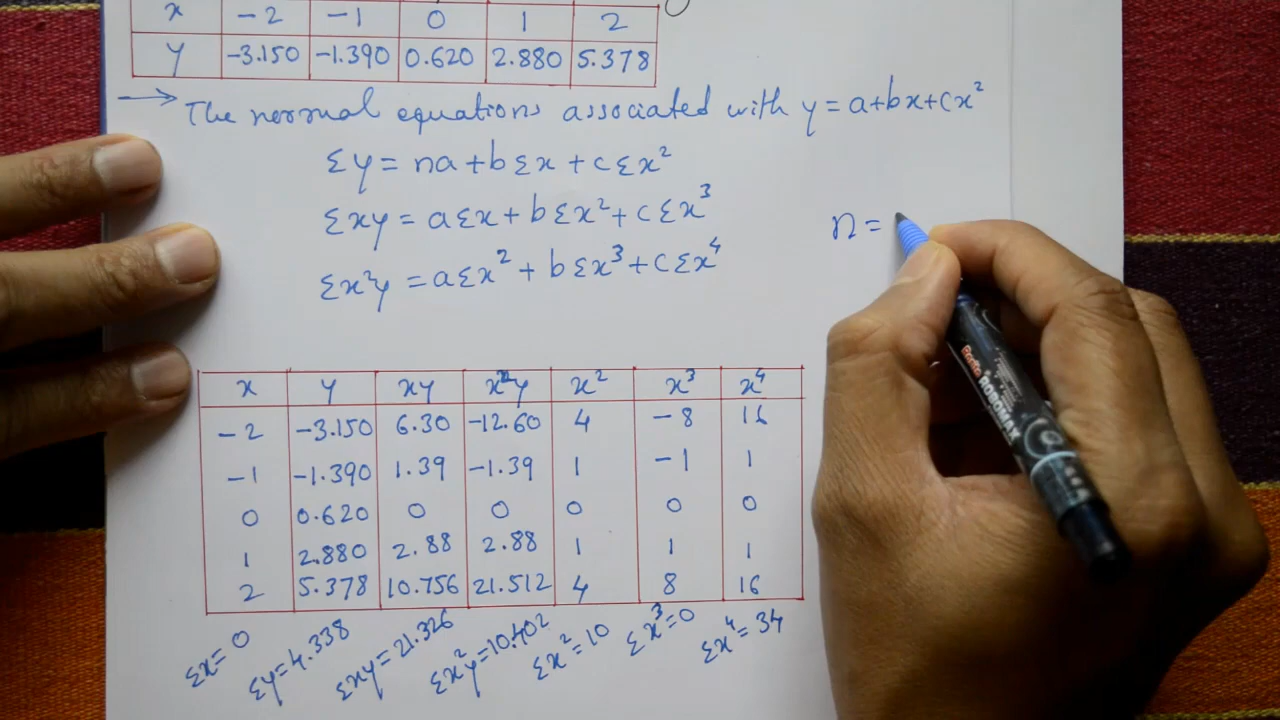 x -2 -1 0 1 2
y -3.150 -1.390 0.620 2.880 5.378
→ The normal equations associated with y = a+bx+cx²
Σy = na+bΣx+cΣx²
Σxy = aΣx+bΣx²+cΣx³
n =
Σx²y = aΣx²+bΣx³+cΣx⁴
x y xy x²y x² x³ x⁴
-2 -3.150 6.30 -12.60 4 -8 16
-1 -1.390 1.39 -1.39 1 -1 1
0 0.620 0 0 0 0 0
1 2.880 2.88 2.88 1 1 1
2 5.378 10.756 21.512 4 8 16
Σx=0 Σy=4.338 Σxy=21.326 Σx²y=10.402 Σx²=10 Σx³=0 Σx⁴=34